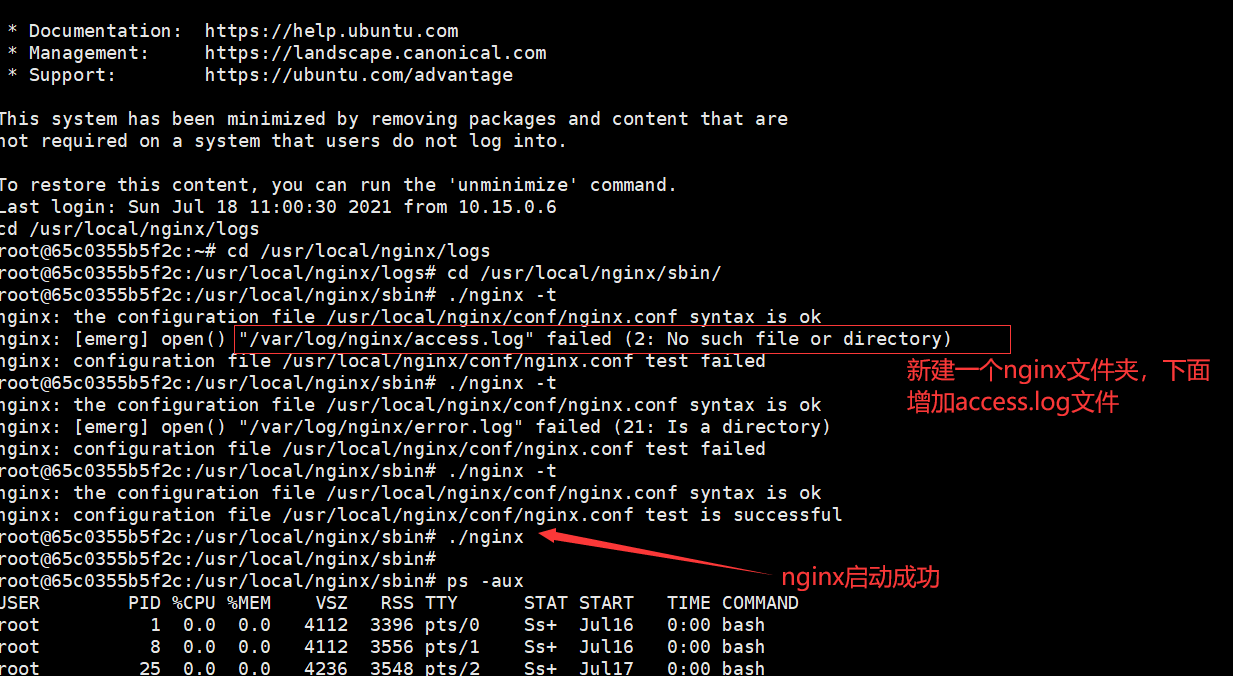 * Documentation:  https://help.ubuntu.com
* Management:     https://landscape.canonical.com
* Support:        https://ubuntu.com/advantage
This system has been minimized by removing packages and content that are
not required on a system that users do not log into.
To restore this content, you can run the 'unminimize' command.
Last login: Sun Jul 18 11:00:30 2021 from 10.15.0.6
cd /usr/local/nginx/logs
root@65c0355b5f2c:~# cd /usr/local/nginx/logs
root@65c0355b5f2c:/usr/local/nginx/logs# cd /usr/local/nginx/sbin/
root@65c0355b5f2c:/usr/local/nginx/sbin# ./nginx -t
nginx: the configuration file /usr/local/nginx/conf/nginx.conf syntax is ok
nginx: [emerg] open() "/var/log/nginx/access.log" failed (2: No such file or directory)
nginx: configuration file /usr/local/nginx/conf/nginx.conf test failed
新建一个nginx文件夹，下面
增加access.log文件
root@65c0355b5f2c:/usr/local/nginx/sbin# ./nginx -t
nginx: the configuration file /usr/local/nginx/conf/nginx.conf syntax is ok
nginx: [emerg] open() "/var/log/nginx/error.log" failed (21: Is a directory)
nginx: configuration file /usr/local/nginx/conf/nginx.conf test failed
root@65c0355b5f2c:/usr/local/nginx/sbin# ./nginx -t
nginx: the configuration file /usr/local/nginx/conf/nginx.conf syntax is ok
nginx: configuration file /usr/local/nginx/conf/nginx.conf test is successful
root@65c0355b5f2c:/usr/local/nginx/sbin# ./nginx
root@65c0355b5f2c:/usr/local/nginx/sbin#
nginx启动成功
root@65c0355b5f2c:/usr/local/nginx/sbin# ps -aux
USER        PID %CPU %MEM    VSZ   RSS TTY      STAT START   TIME COMMAND
root          1  0.0  0.0   4112  3396 pts/0    Ss+  Jul16   0:00 bash
root          8  0.0  0.0   4112  3556 pts/1    Ss+  Jul16   0:00 bash
root         25  0.0  0.0   4236  3548 pts/2    Ss+  Jul17   0:00 bash